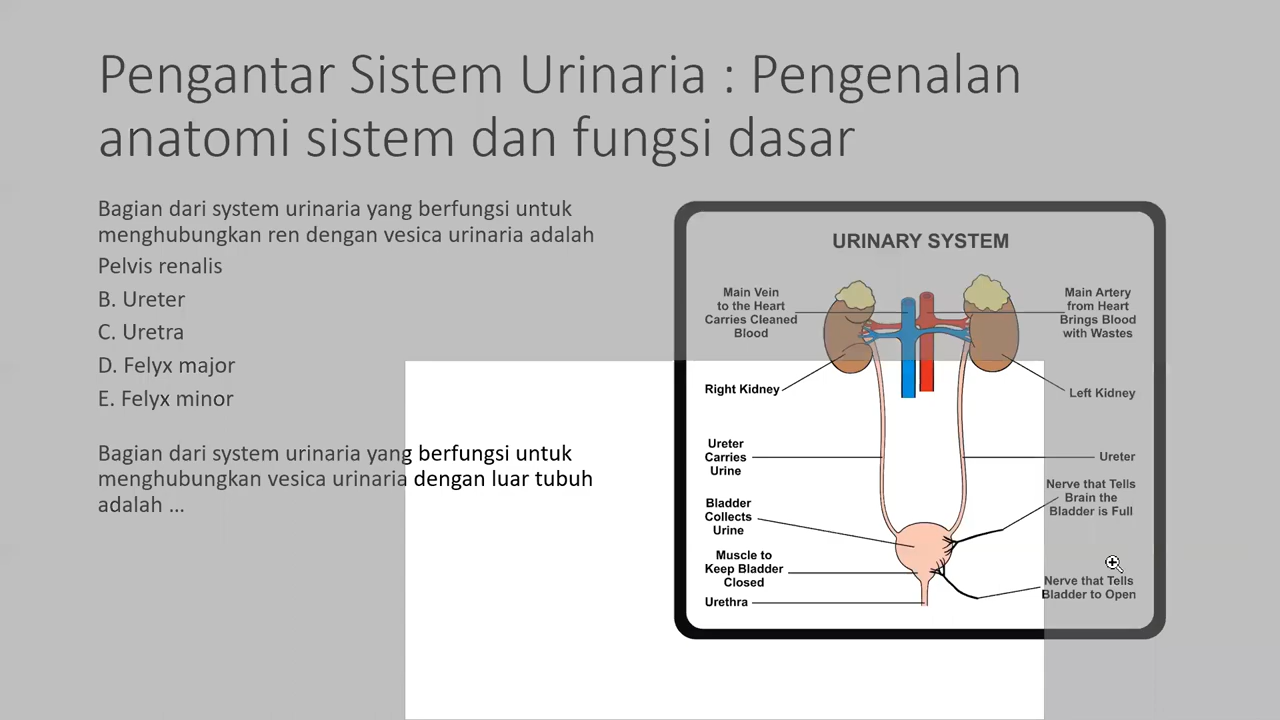 Pengantar Sistem Urinaria : Pengenalan
anatomi sistem dan fungsi dasar
Bagian dari system urinaria yang berfungsi untuk
menghubungkan ren dengan vesica urinaria adalah
Pelvis renalis
B. Ureter
C. Uretra
D. Felyx major
E. Felyx minor
Bagian dari system urinaria yang berfungsi untuk
menghubungkan vesica urinaria dengan luar tubuh
adalah ...
URINARY SYSTEM
Main Vein
to the Heart
Carries Cleaned
Blood
Main Artery
from Heart
Brings Blood
with Wastes
Right Kidney
Left Kidney
Ureter
Carries
Urine
Ureter
Nerve that Tells
Brain the
Bladder is Full
Bladder
Collects
Urine
Muscle to
Keep Bladder
Closed
Nerve that Tells
Bladder to Open
Urethra